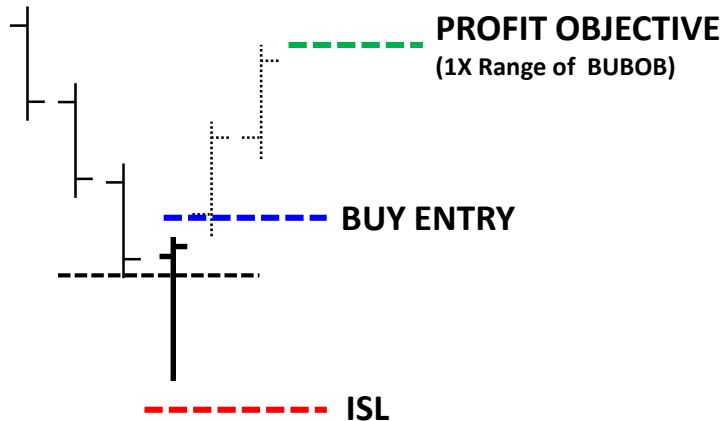 PROFIT OBJECTIVE
(1X Range of BUBOB)
BUY ENTRY
ISL